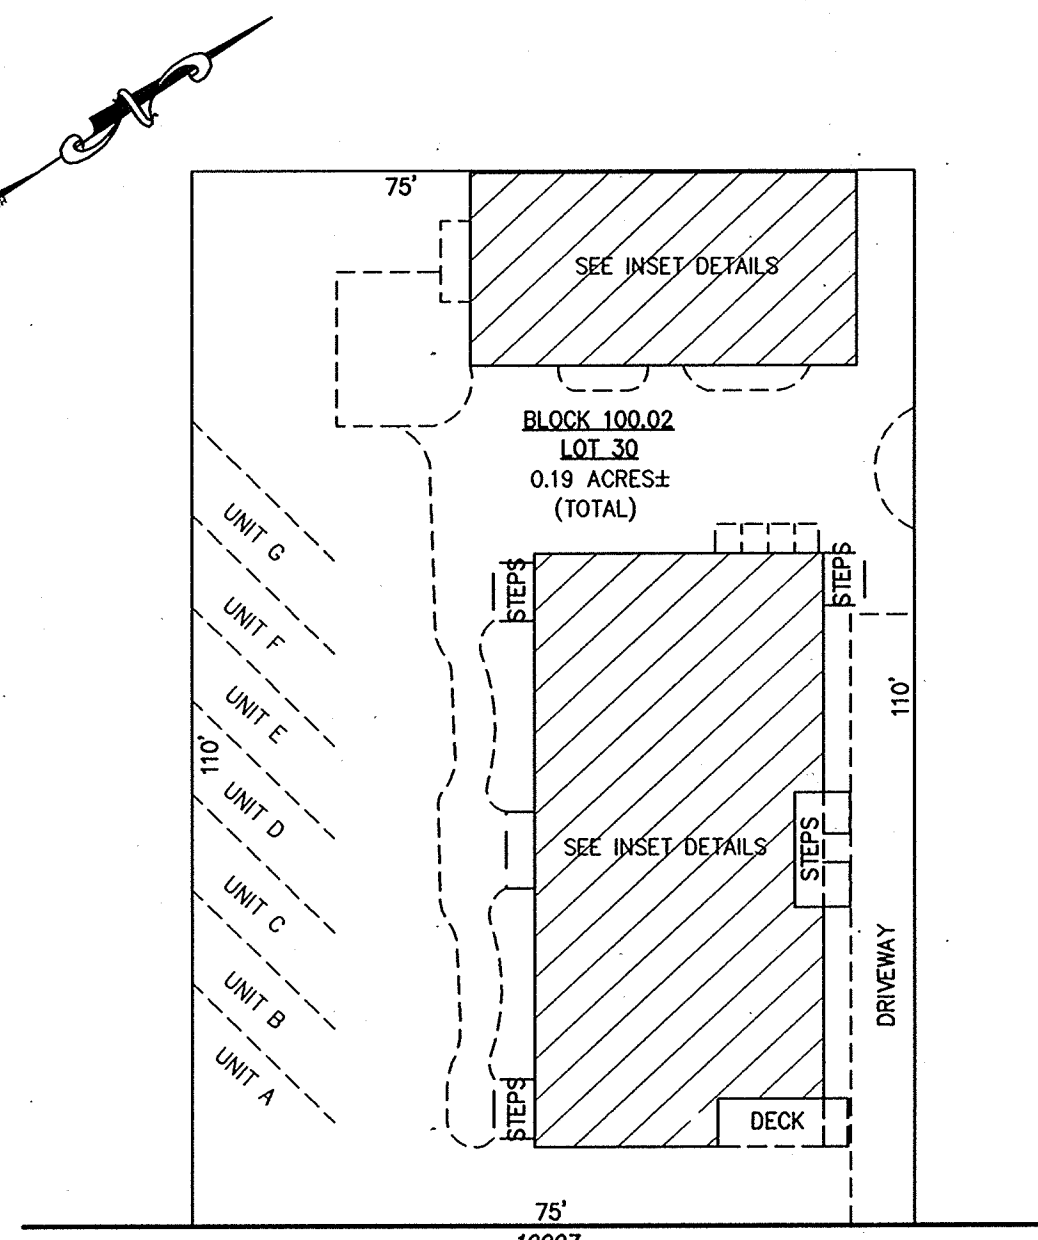 75'
SEE INSET DETAILS
BLOCK 100.02
LOT 30
0.19 ACRES±
(TOTAL)
UNIT G
UNIT F
UNIT E
UNIT D
UNIT C
UNIT B
UNIT A
110'
STEPS
STEPS
110'
SEE INSET DETAILS
STEPS
DRIVEWAY
STEPS
DECK
75'